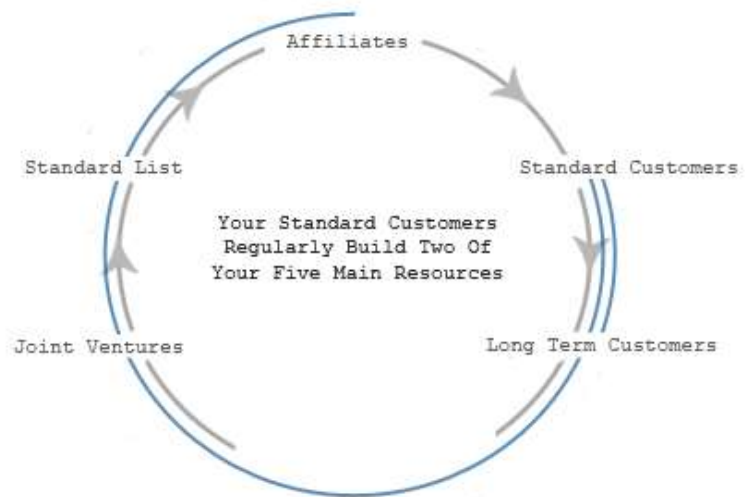 Affiliates
Standard List
Standard Customers
Your Standard Customers
Regularly Build Two Of
Your Five Main Resources
Joint Ventures
Long Term Customers